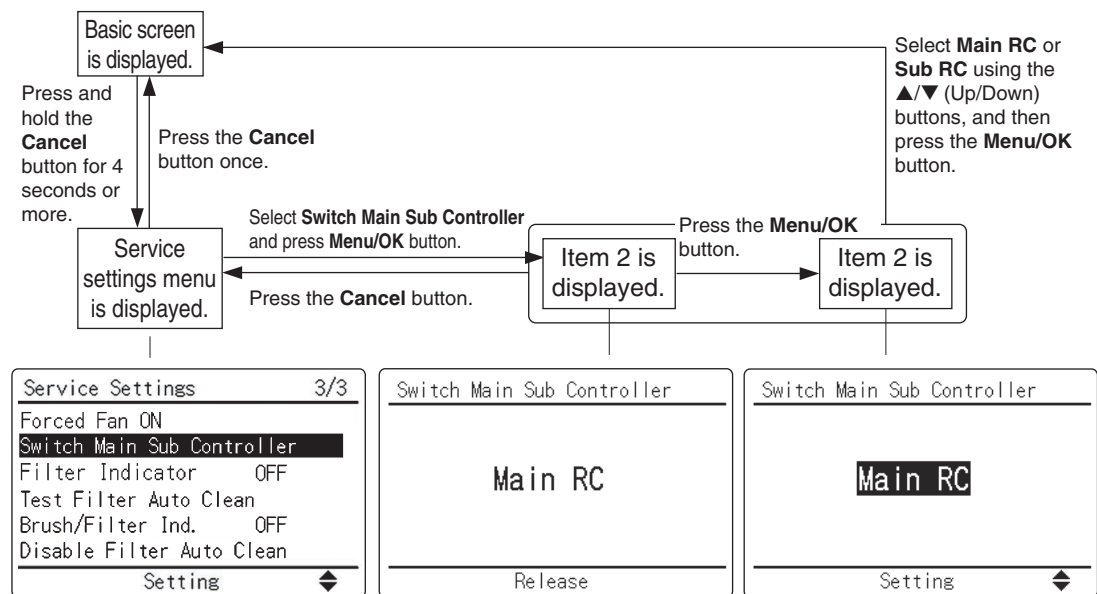 Basic screen
is displayed.
Press and
hold the
Cancel
button for 4
seconds or
more.
Press the Cancel
button once.
Select Main RC or
Sub RC using the
▲/▼ (Up/Down)
buttons, and then
press the Menu/OK
button.
Service
settings menu
is displayed.
Select Switch Main Sub Controller
and press Menu/OK button.
Press the Cancel button.
Item 2 is
displayed.
Press the Menu/OK
button.
Item 2 is
displayed.
Service Settings 3/3
Forced Fan ON
Switch Main Sub Controller
Filter Indicator OFF
Test Filter Auto Clean
Brush/Filter Ind. OFF
Disable Filter Auto Clean
Setting
Switch Main Sub Controller
Main RC
Release
Switch Main Sub Controller
Main RC
Setting